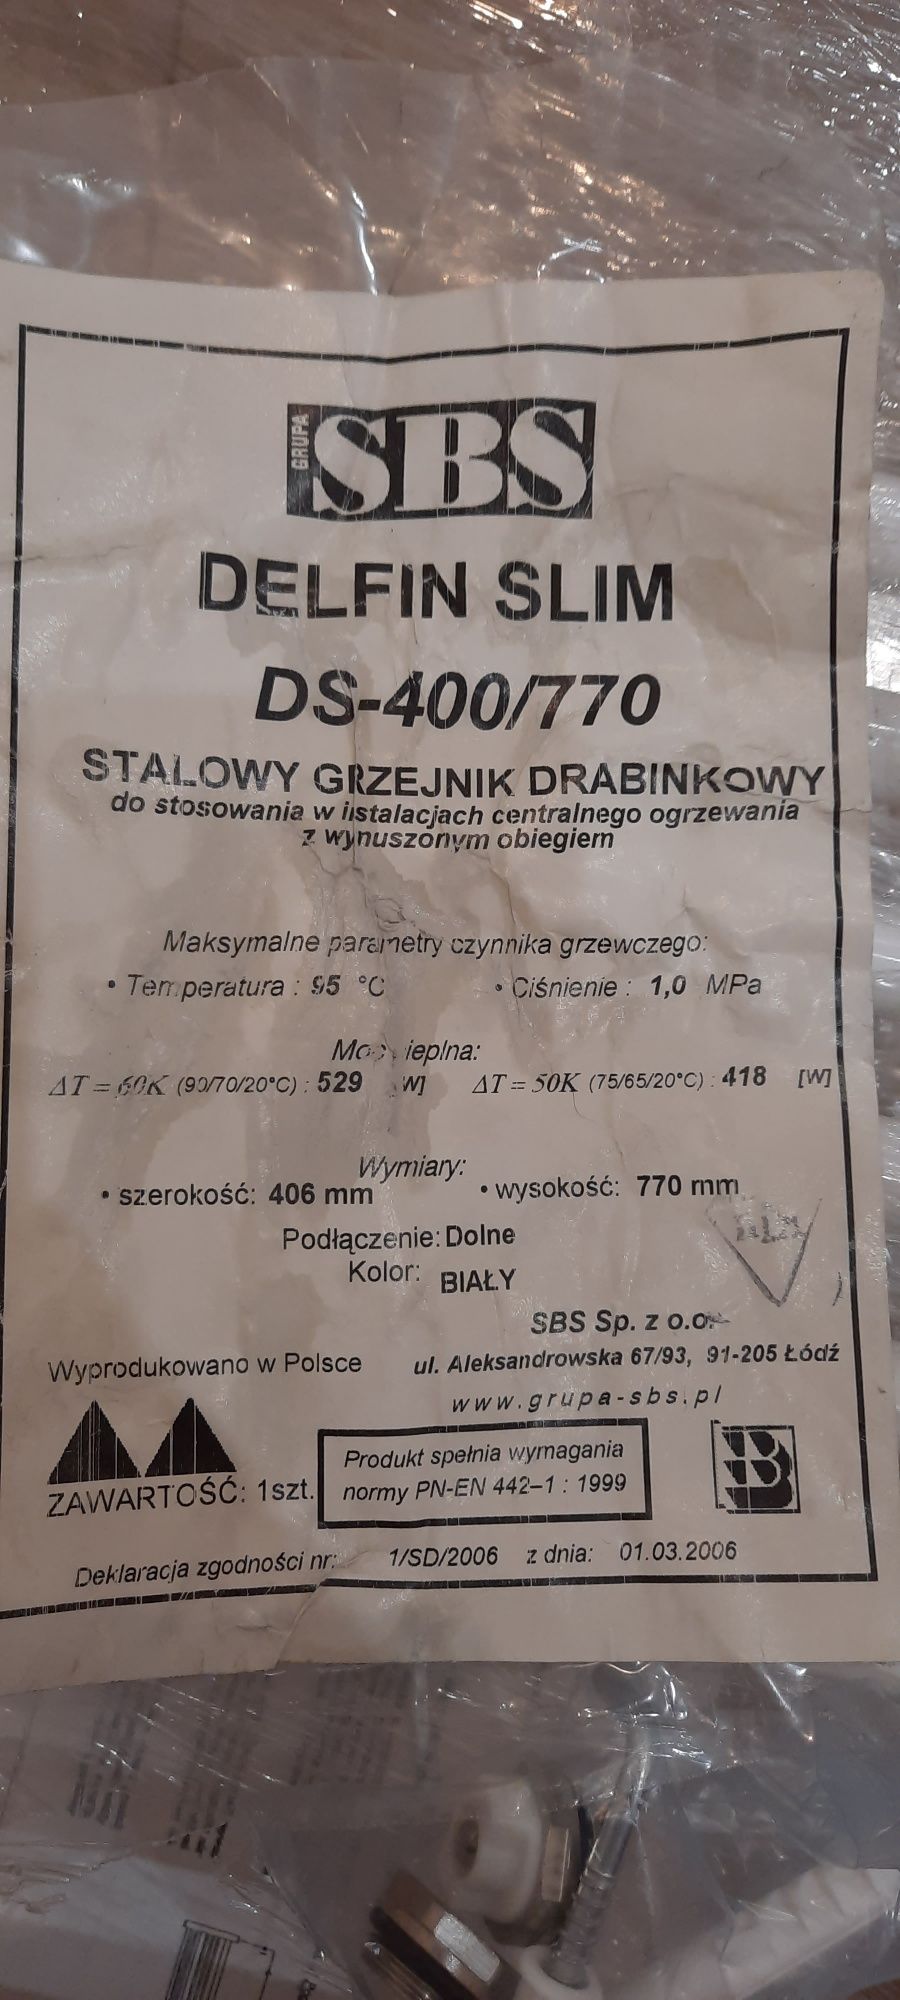 GRUPA SBS
DELFIN SLIM
DS-400/770
STALOWY GRZEJNIK DRABINKOWY
do stosowania w instalacjach centralnego ogrzewania
z wymuszonym obiegiem
Maksymalne parametry czynnika grzewczego:
• Temperatura : 95 °C • Ciśnienie : 1,0 MPa
Moc cieplna:
ΔT = 60K (90/70/20°C) : 529 [W] ΔT = 50K (75/65/20°C) : 418 [W]
Wymiary:
• szerokość: 406 mm • wysokość: 770 mm
Podłączenie: Dolne
Kolor: BIAŁY
SBS Sp. z o.o.
Wyprodukowano w Polsce ul. Aleksandrowska 67/93, 91-205 Łódź
www.grupa-sbs.pl
Produkt spełnia wymagania
normy PN-EN 442–1 : 1999
B
ZAWARTOŚĆ: 1szt.
Deklaracja zgodności nr: 1/SD/2006 z dnia: 01.03.2006